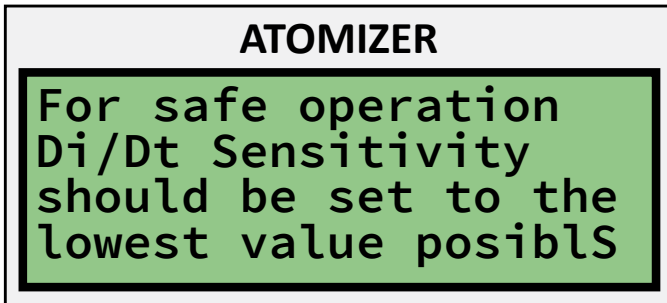 ATOMIZER
For safe operation
Di/Dt Sensitivity
should be set to the
lowest value posiblS